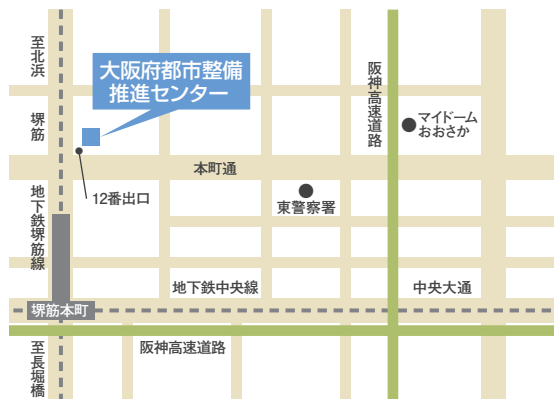 至北浜
堺筋
大阪府都市整備
推進センター
阪神高速道路
マイドーム
おおさか
本町通
12番出口
東警察署
地下鉄堺筋線
地下鉄中央線
中央大通
堺筋本町
阪神高速道路
至長堀橋